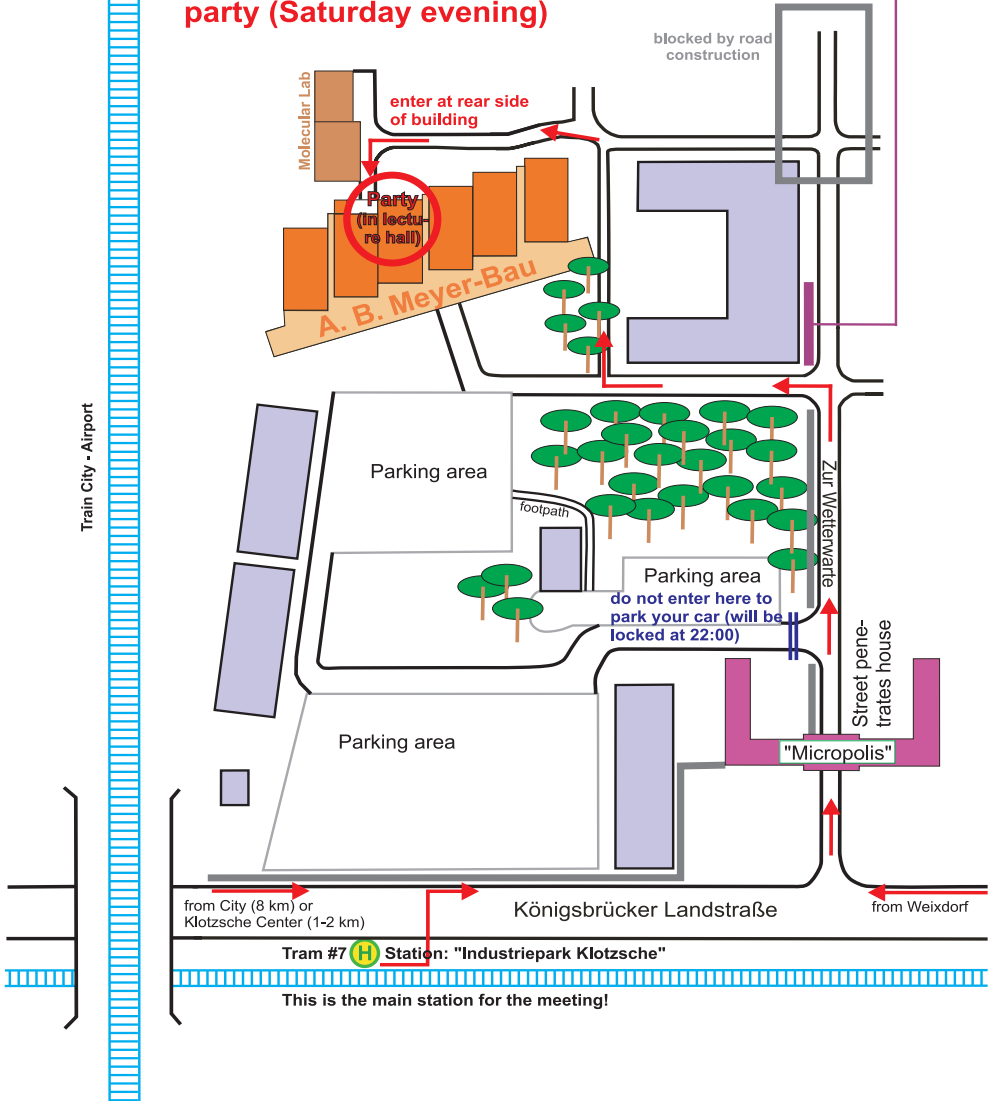 party (Saturday evening)
blocked by road
construction
Molecular Lab
enter at rear side
of building
Party
(in lectu-
re hall)
A. B. Meyer-Bau
Train City - Airport
Parking area
footpath
Zur Wetterwarte
Parking area
do not enter here to
park your car (will be
locked at 22:00)
Street pene-
trates house
"Micropolis"
Parking area
from City (8 km) or
Klotzsche Center (1-2 km)
Königsbrücker Landstraße
from Weixdorf
Tram #7 H Station: "Industriepark Klotzsche"
This is the main station for the meeting!